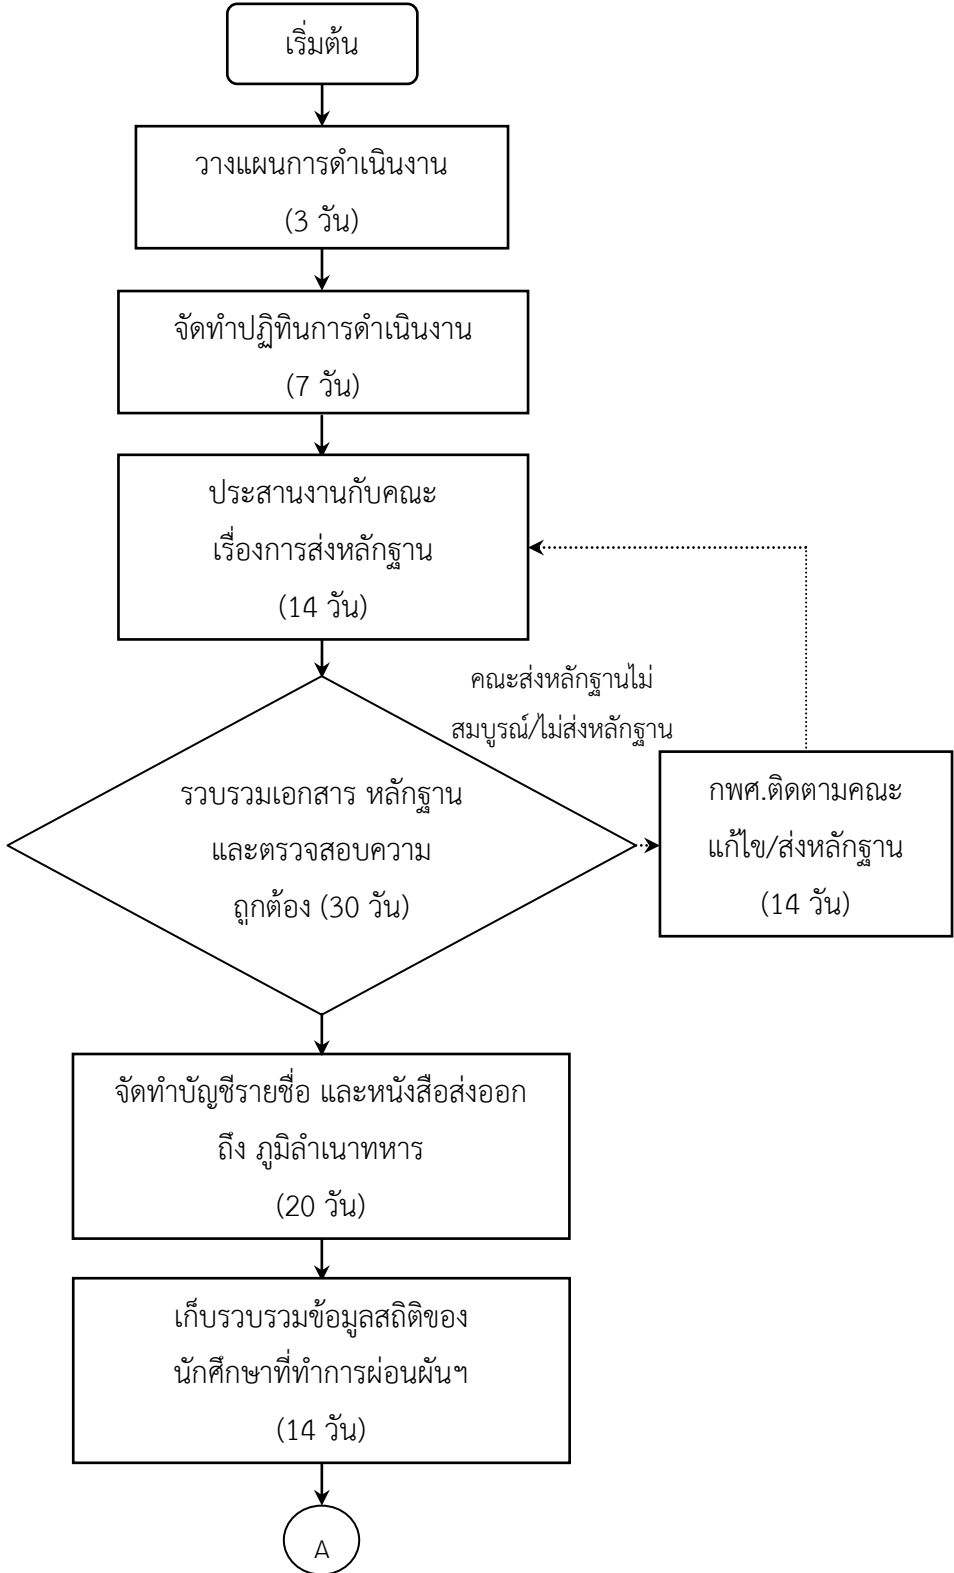 เริ่มต้น
วางแผนการดำเนินงาน
(3 วัน)
จัดทำปฏิทินการดำเนินงาน
(7 วัน)
ประสานงานกับคณะ
เรื่องการส่งหลักฐาน
(14 วัน)
คณะส่งหลักฐานไม่
สมบูรณ์/ไม่ส่งหลักฐาน
รวบรวมเอกสาร หลักฐาน
และตรวจสอบความ
ถูกต้อง (30 วัน)
กพศ.ติดตามคณะ
แก้ไข/ส่งหลักฐาน
(14 วัน)
จัดทำบัญชีรายชื่อ และหนังสือส่งออก
ถึง ภูมิลำเนาทหาร
(20 วัน)
เก็บรวบรวมข้อมูลสถิติของ
นักศึกษาที่ทำการผ่อนผันฯ
(14 วัน)
A